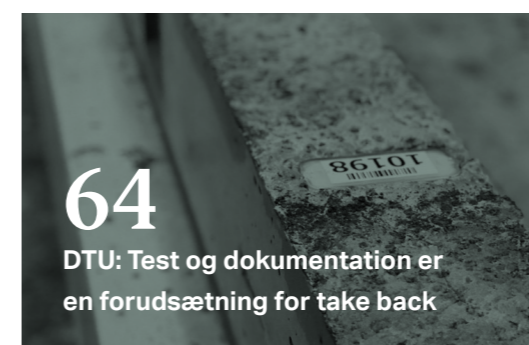 64
DTU: Test og dokumentation er
en forudsætning for take back
10198